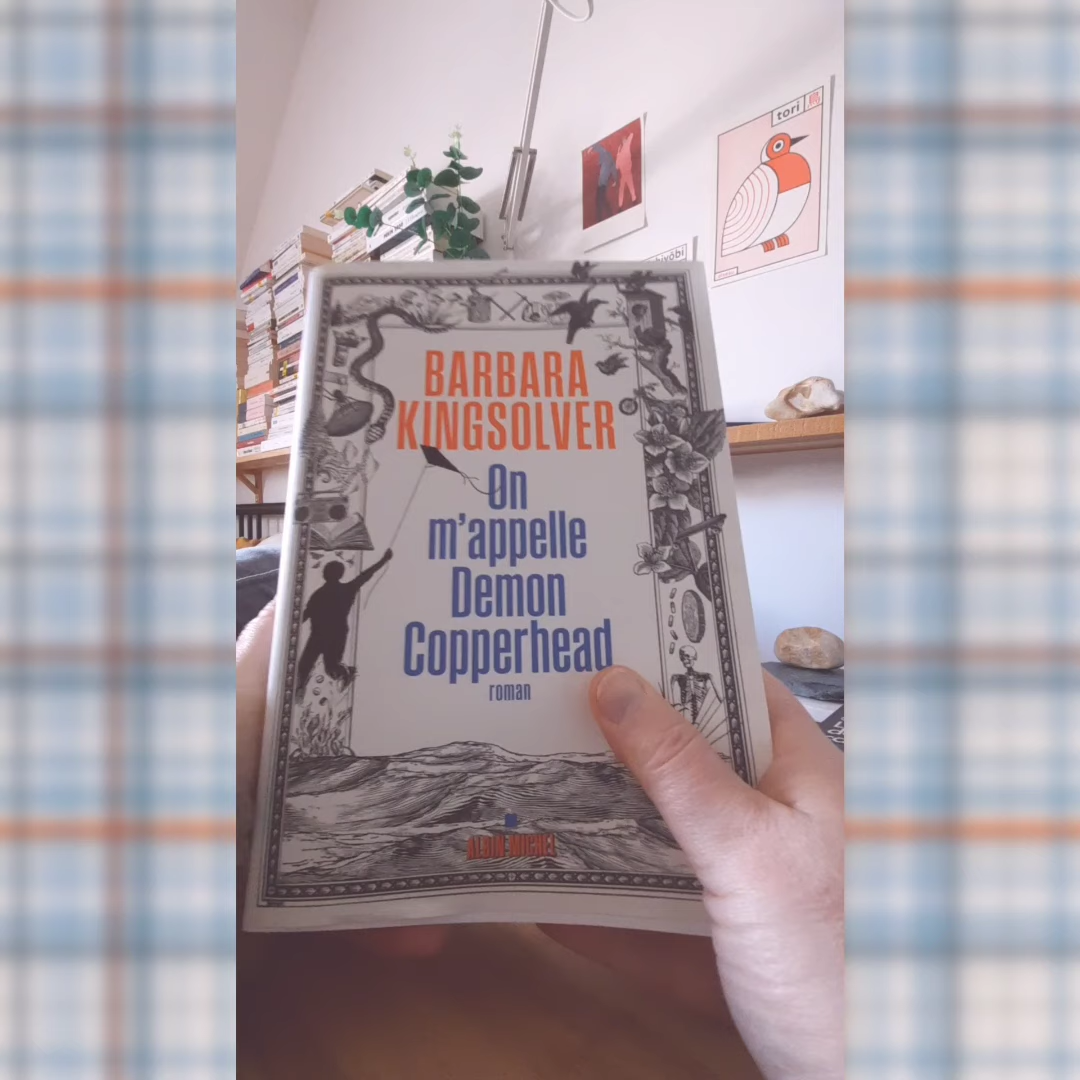 tori
BARBARA
KINGSOLVER
On
m'appelle
Demon
Copperhead
roman
ALBIN MICHEL